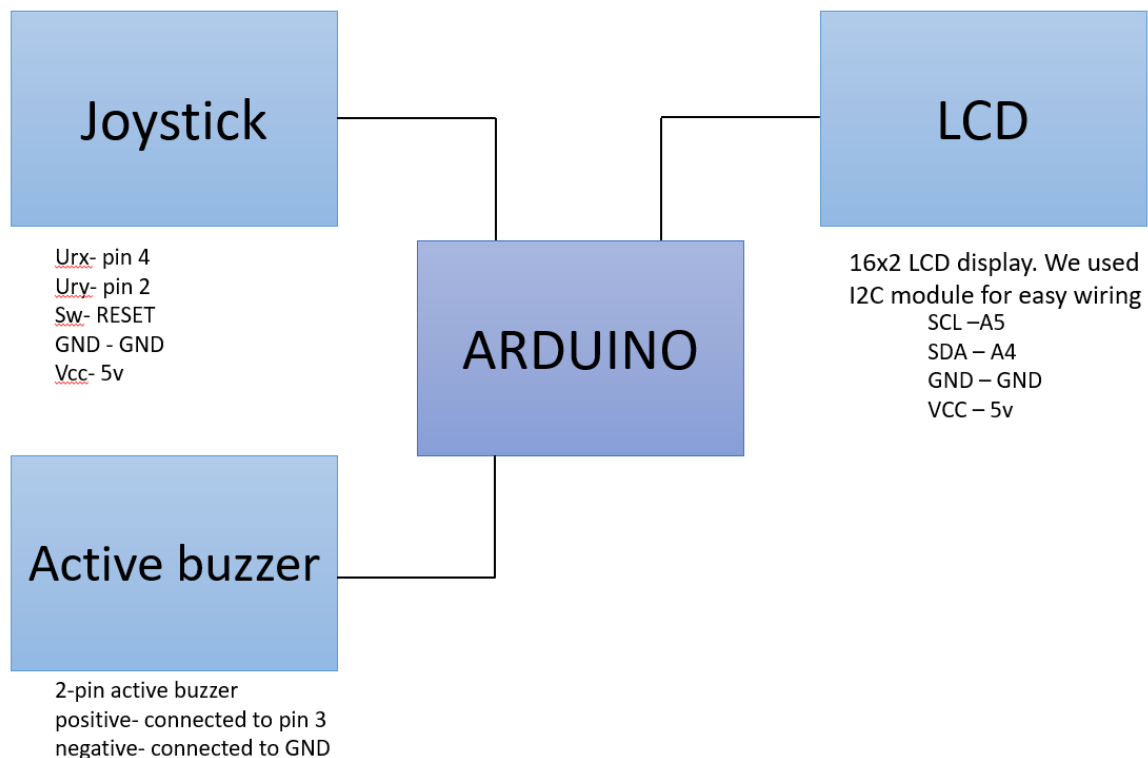 Joystick
Urx- pin 4
Ury- pin 2
Sw- RESET
GND - GND
Vcc- 5v
LCD
16x2 LCD display. We used
I2C module for easy wiring
SCL –A5
SDA – A4
GND – GND
VCC – 5v
ARDUINO
Active buzzer
2-pin active buzzer
positive- connected to pin 3
negative- connected to GND